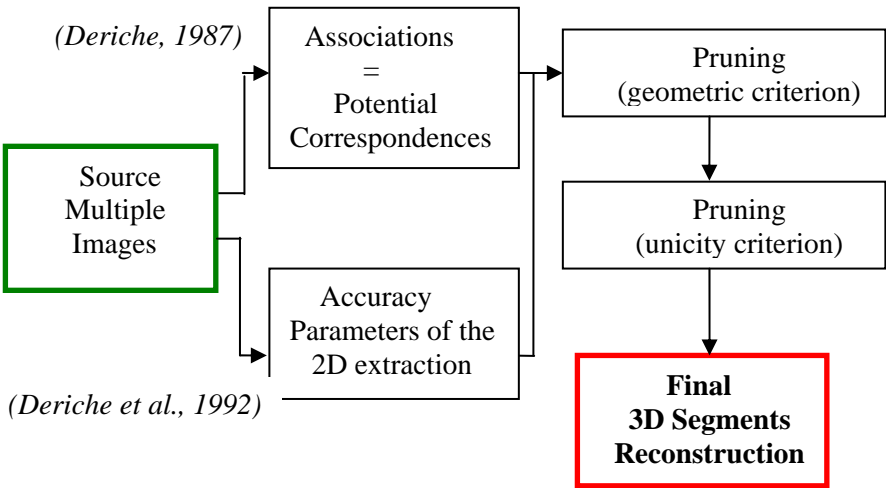 (Deriche, 1987)
Associations
=
Potential
Correspondences
Pruning
(geometric criterion)
Source
Multiple
Images
Pruning
(unicity criterion)
Accuracy
Parameters of the
2D extraction
(Deriche et al., 1992)
Final
3D Segments
Reconstruction